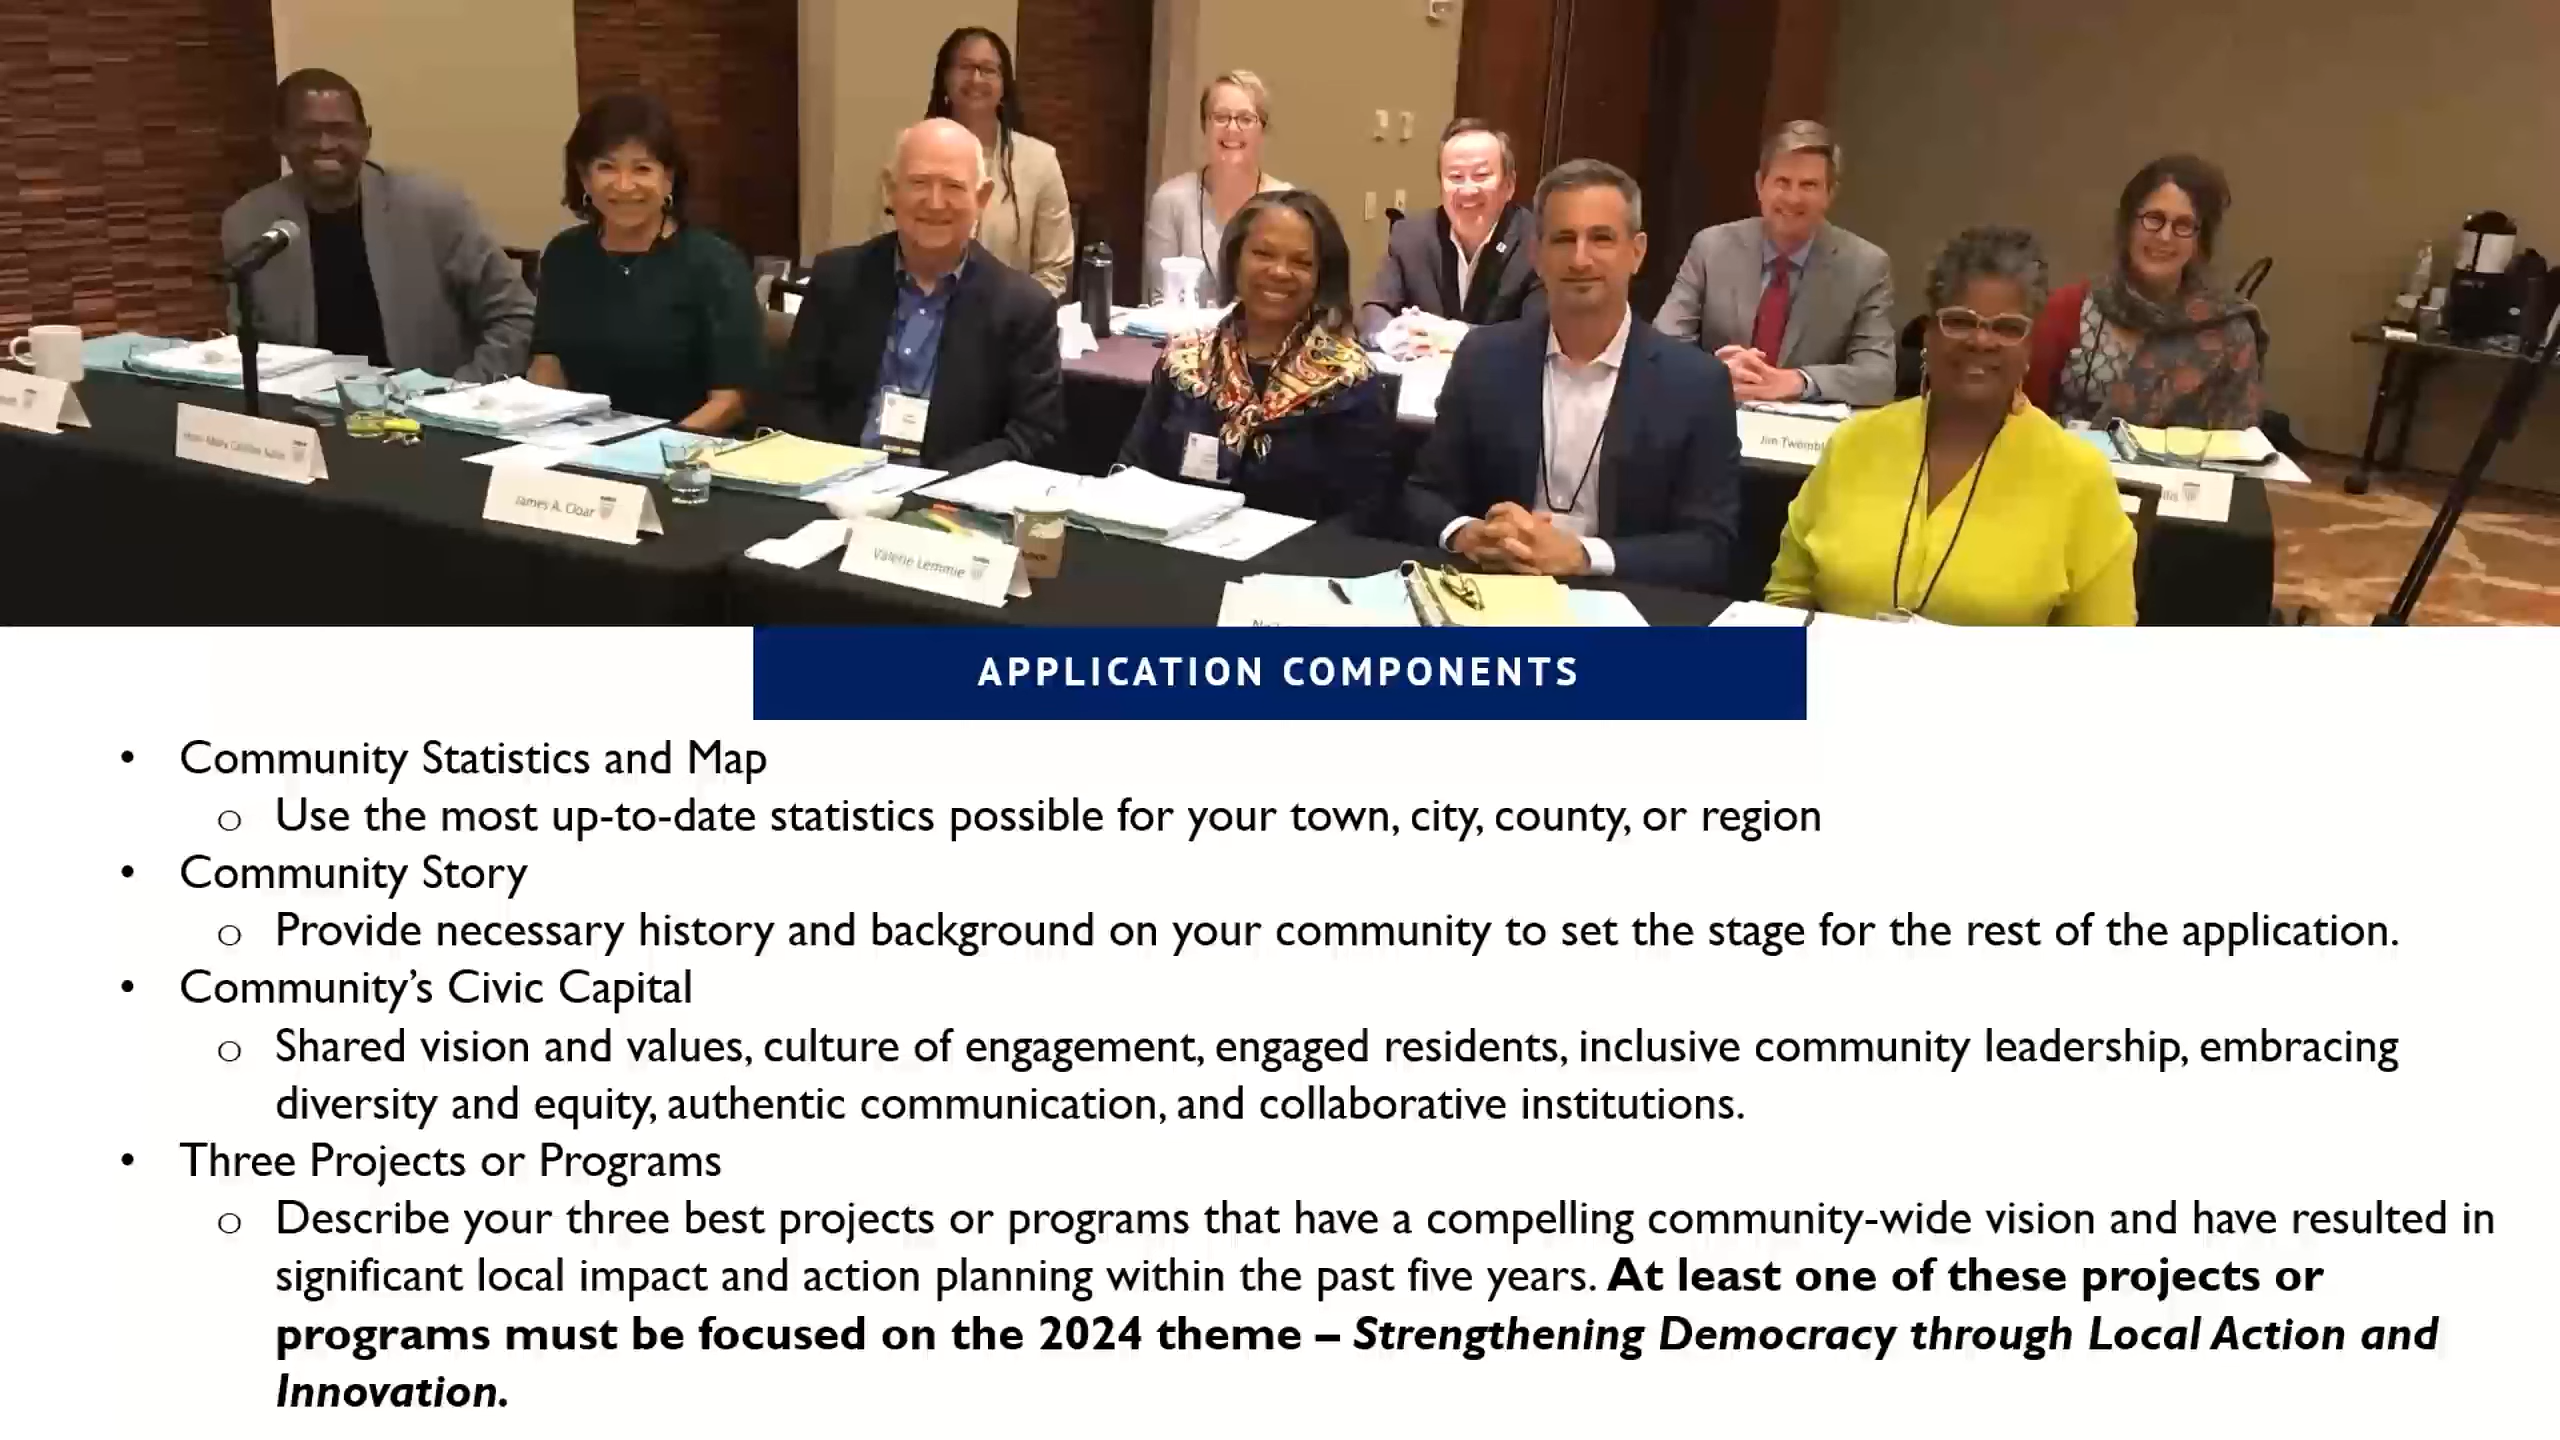 James A. Cloar
Valerie Lemmie
Jim
APPLICATION COMPONENTS
• Community Statistics and Map
o Use the most up-to-date statistics possible for your town, city, county, or region
• Community Story
o Provide necessary history and background on your community to set the stage for the rest of the application.
• Community’s Civic Capital
o Shared vision and values, culture of engagement, engaged residents, inclusive community leadership, embracing
diversity and equity, authentic communication, and collaborative institutions.
• Three Projects or Programs
o Describe your three best projects or programs that have a compelling community-wide vision and have resulted in
significant local impact and action planning within the past five years. At least one of these projects or
programs must be focused on the 2024 theme – Strengthening Democracy through Local Action and
Innovation.